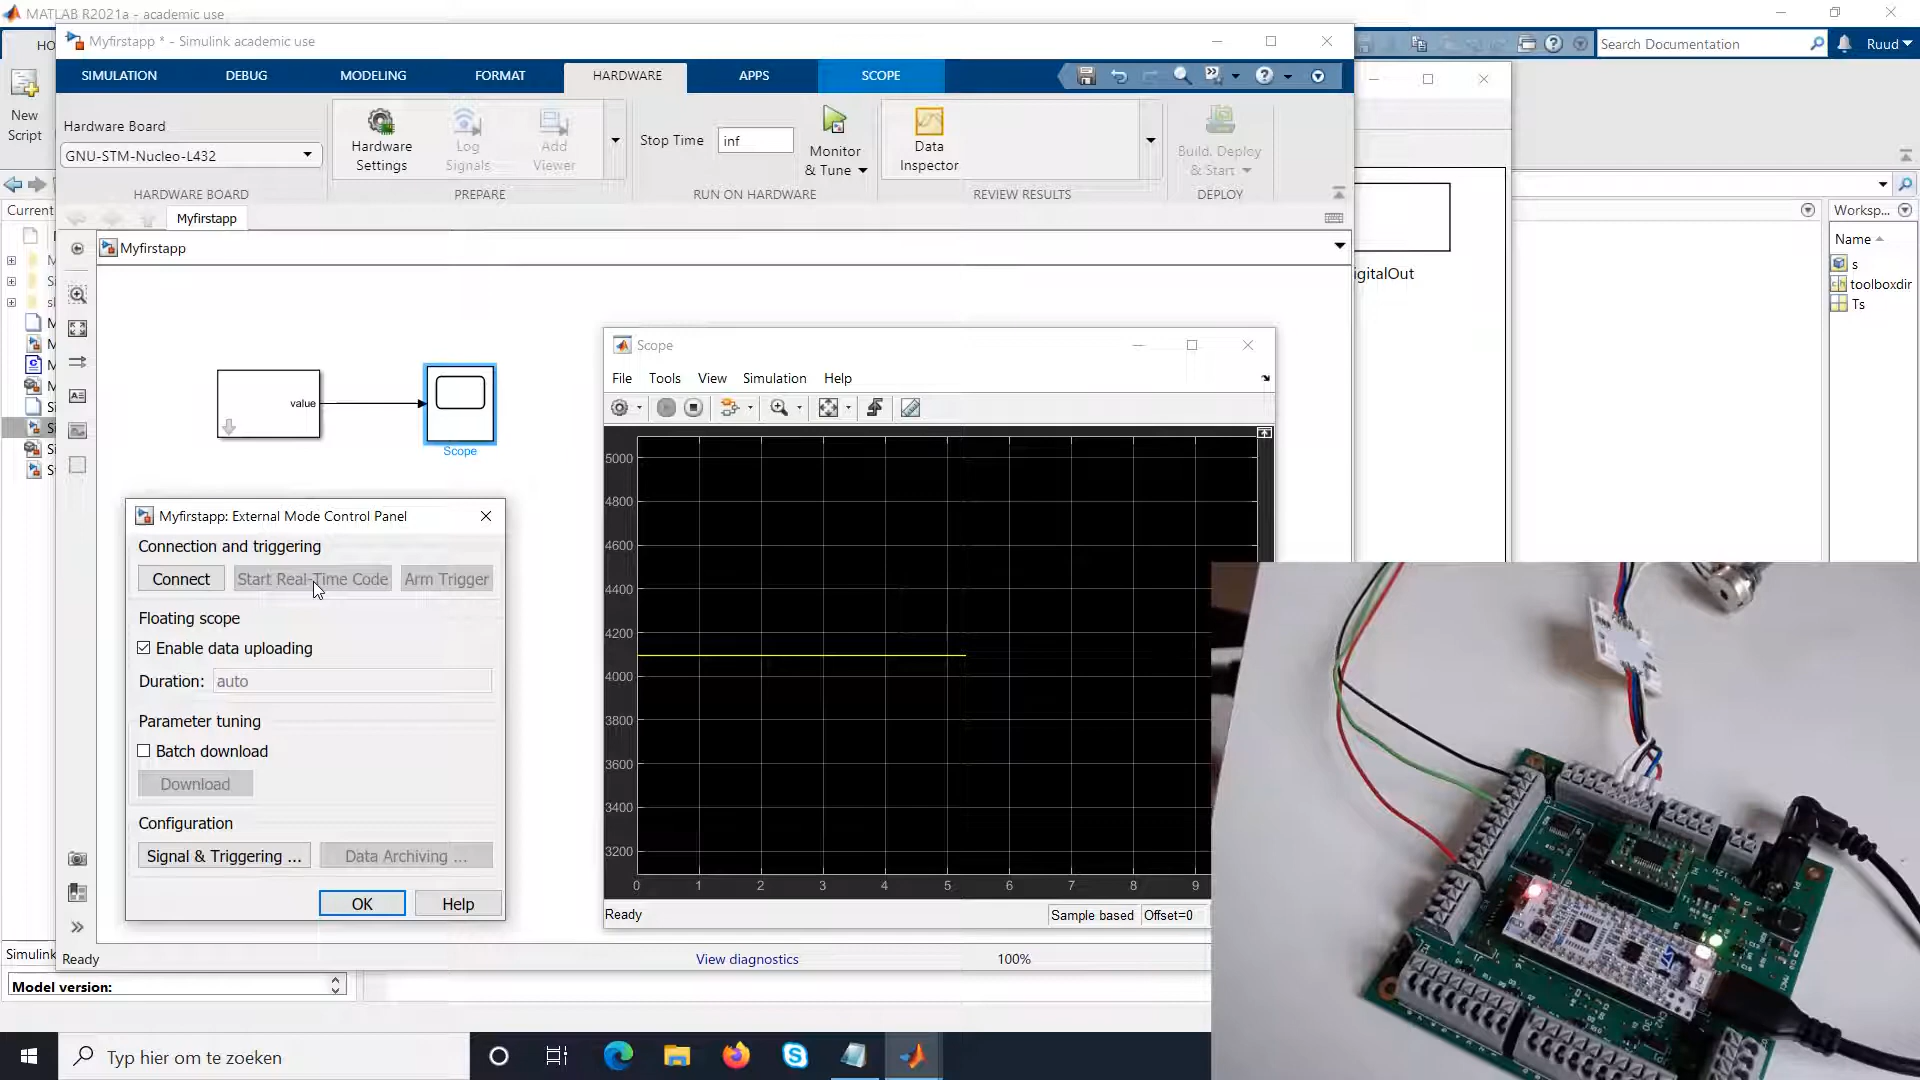 MATLAB R2021a - academic use
Myfirstapp * - Simulink academic use
HO
SIMULATION DEBUG MODELING FORMAT HARDWARE APPS SCOPE
Search Documentation
Ruud
New
Script
Hardware Board
GNU-STM-Nucleo-L432
HARDWARE BOARD
Hardware
Settings
Log
Signals
Add
Viewer
PREPARE
Stop Time inf
Monitor
& Tune
RUN ON HARDWARE
Data
Inspector
REVIEW RESULTS
Build, Deploy
& Start
DEPLOY
Current
Myfirstapp
Myfirstapp
Worksp...
Name
s
toolboxdir
Ts
igitalOut
value
Scope
Scope
File Tools View Simulation Help
5000
4800
4600
4400
4200
4000
3800
3600
3400
3200
0 1 2 3 4 5 6 7 8 9
Ready
Sample based
Offset=0
Myfirstapp: External Mode Control Panel
Connection and triggering
Connect
Start Real-Time Code
Arm Trigger
Floating scope
Enable data uploading
Duration: auto
Parameter tuning
Batch download
Download
Configuration
Signal & Triggering ...
Data Archiving ...
OK
Help
Ready
View diagnostics
100%
Simulink
Model version:
Typ hier om te zoeken